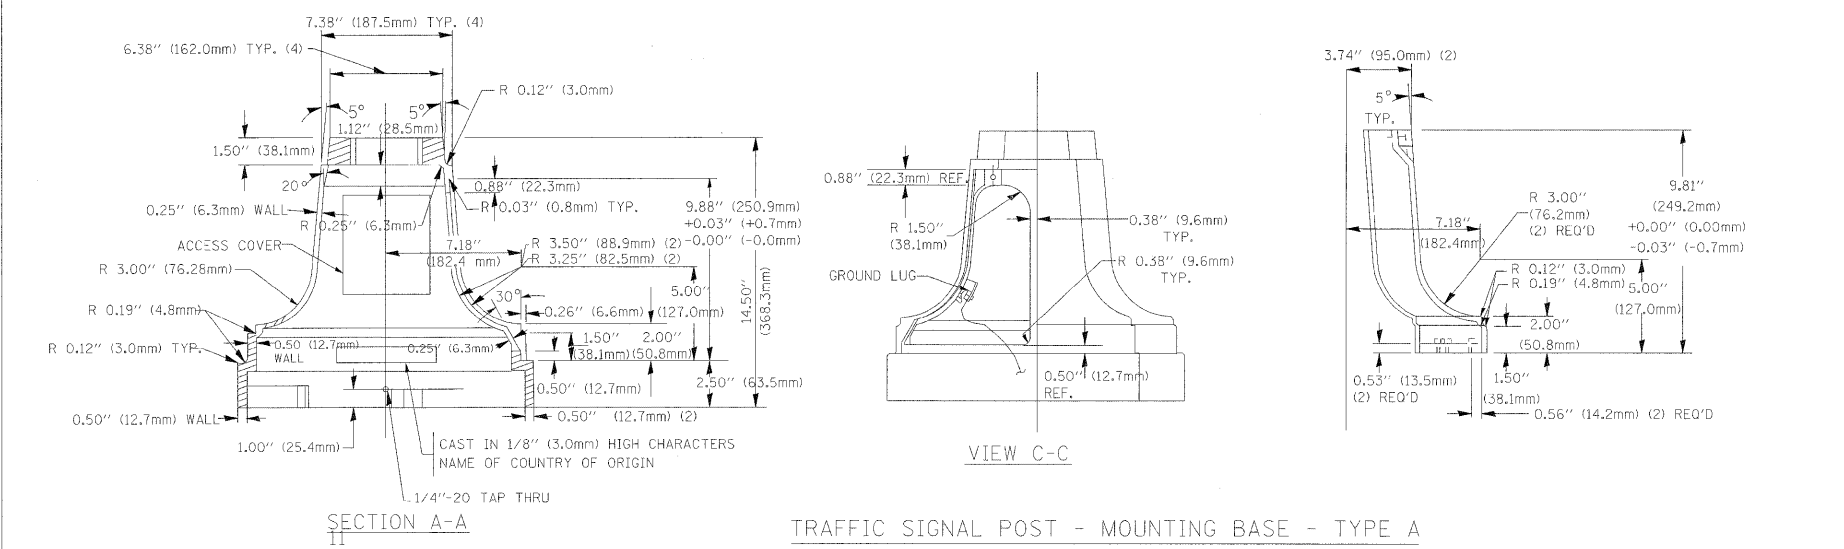 7.38" (187.5mm) TYP. (4)
6.38" (162.0mm) TYP. (4)
R 0.12" (3.0mm)
5°
5°
1.12" (28.5mm)
1.50" (38.1mm)
20°
0.88" (22.3mm)
0.25" (6.3mm) WALL
R 0.03" (0.8mm) TYP.
R 0.25" (6.3mm)
9.88" (250.9mm)
+0.03" (+0.7mm)
-0.00" (-0.0mm)
ACCESS COVER
7.18"
(182.4 mm)
R 3.50" (88.9mm) (2)
R 3.25" (82.5mm) (2)
R 3.00" (76.28mm)
30°
5.00"
(127.0mm)
0.26" (6.6mm)
14.50"
(368.3mm)
R 0.19" (4.8mm)
R 0.12" (3.0mm) TYP.
0.50 (12.7mm)
WALL
0.25" (6.3mm)
1.50"
(38.1mm)
2.00"
(50.8mm)
0.50" (12.7mm)
2.50" (63.5mm)
0.50" (12.7mm) WALL
0.50" (12.7mm) (2)
1.00" (25.4mm)
CAST IN 1/8" (3.0mm) HIGH CHARACTERS
NAME OF COUNTRY OF ORIGIN
1/4"-20 TAP THRU
SECTION A-A
11
0.88" (22.3mm) REF.
R 1.50"
(38.1mm)
0.38" (9.6mm)
TYP.
GROUND LUG
R 0.38" (9.6mm)
TYP.
0.50" (12.7mm)
REF.
VIEW C-C
3.74" (95.0mm) (2)
5°
TYP.
R 3.00"
(76.2mm)
(2) REQ'D
7.18"
(182.4mm)
9.81"
(249.2mm)
+0.00" (0.00mm)
-0.03" (-0.7mm)
R 0.12" (3.0mm)
R 0.19" (4.8mm)
5.00"
(127.0mm)
2.00"
(50.8mm)
0.53" (13.5mm)
(2) REQ'D
1.50"
(38.1mm)
0.56" (14.2mm) (2) REQ'D
TRAFFIC SIGNAL POST - MOUNTING BASE - TYPE A